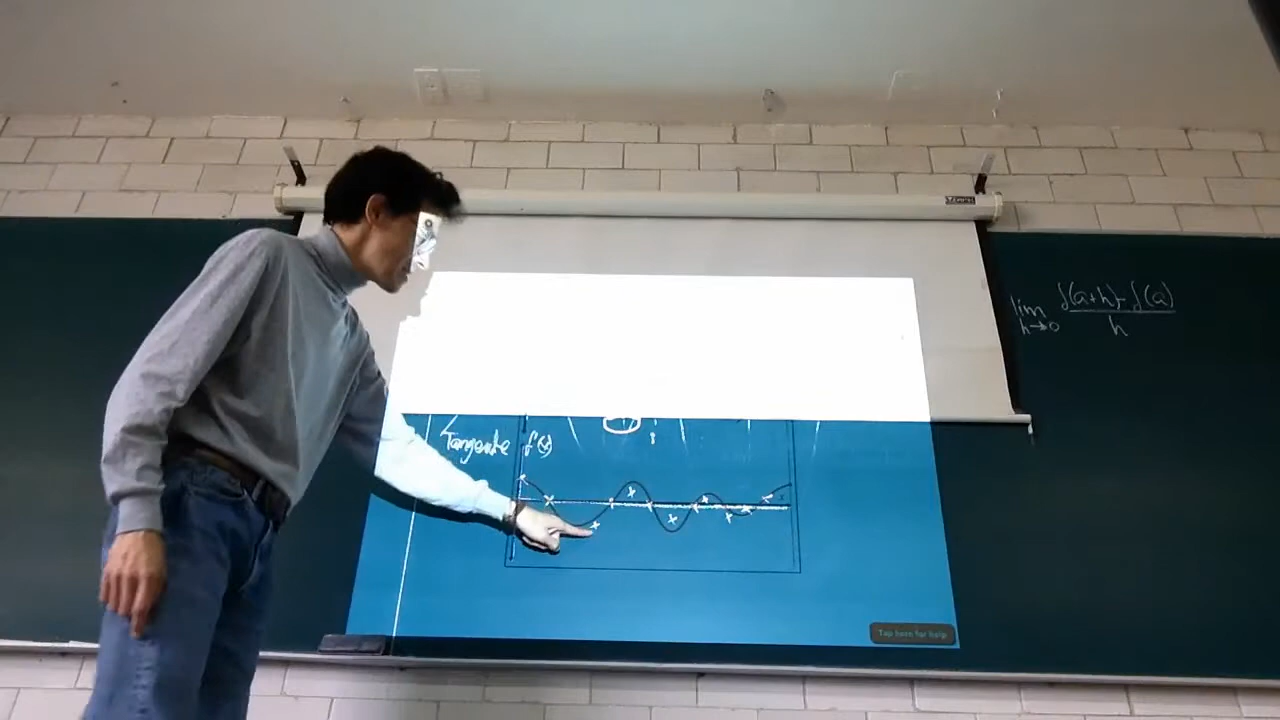 lim h→0 f(a+h)-f(a) / h
Tangente f(x)
Tap here for help